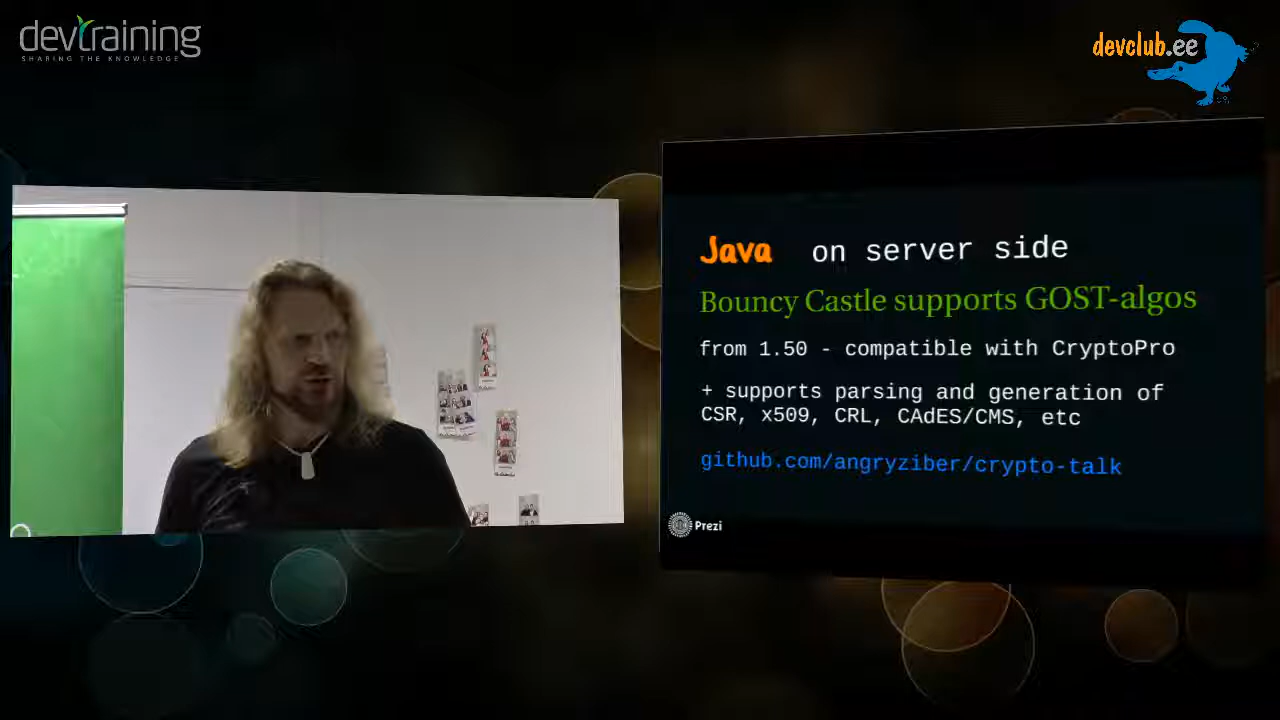 devtraining
SHARING THE KNOWLEDGE
devclub.ee
Java on server side
Bouncy Castle supports GOST-algos
from 1.50 - compatible with CryptoPro
+ supports parsing and generation of
CSR, x509, CRL, CAdES/CMS, etc
github.com/angryziber/crypto-talk
Prezi